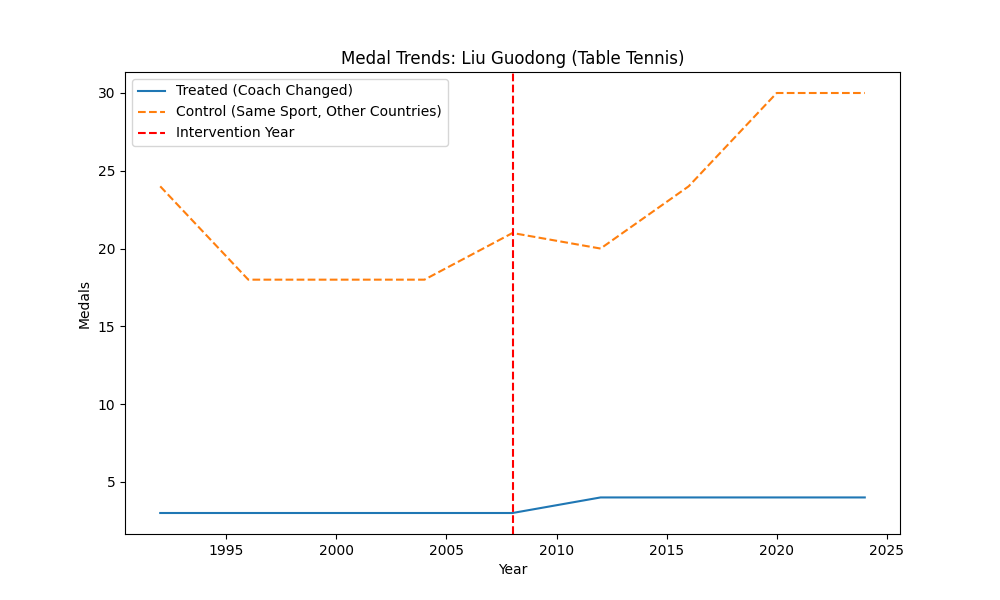 Medal Trends: Liu Guodong (Table Tennis)
Treated (Coach Changed)
Control (Same Sport, Other Countries)
Intervention Year
30
25
20
15
10
5
Medals
1995 2000 2005 2010 2015 2020 2025
Year